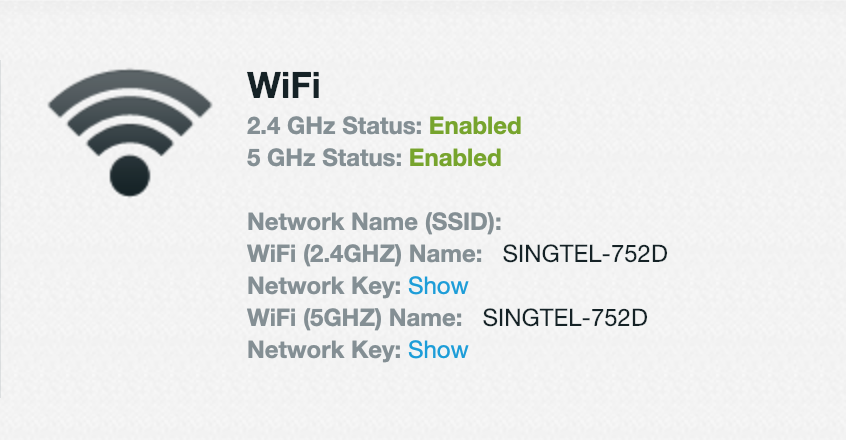 WiFi
2.4 GHz Status: Enabled
5 GHz Status: Enabled
Network Name (SSID):
WiFi (2.4GHZ) Name: SINGTEL-752D
Network Key: Show
WiFi (5GHZ) Name: SINGTEL-752D
Network Key: Show